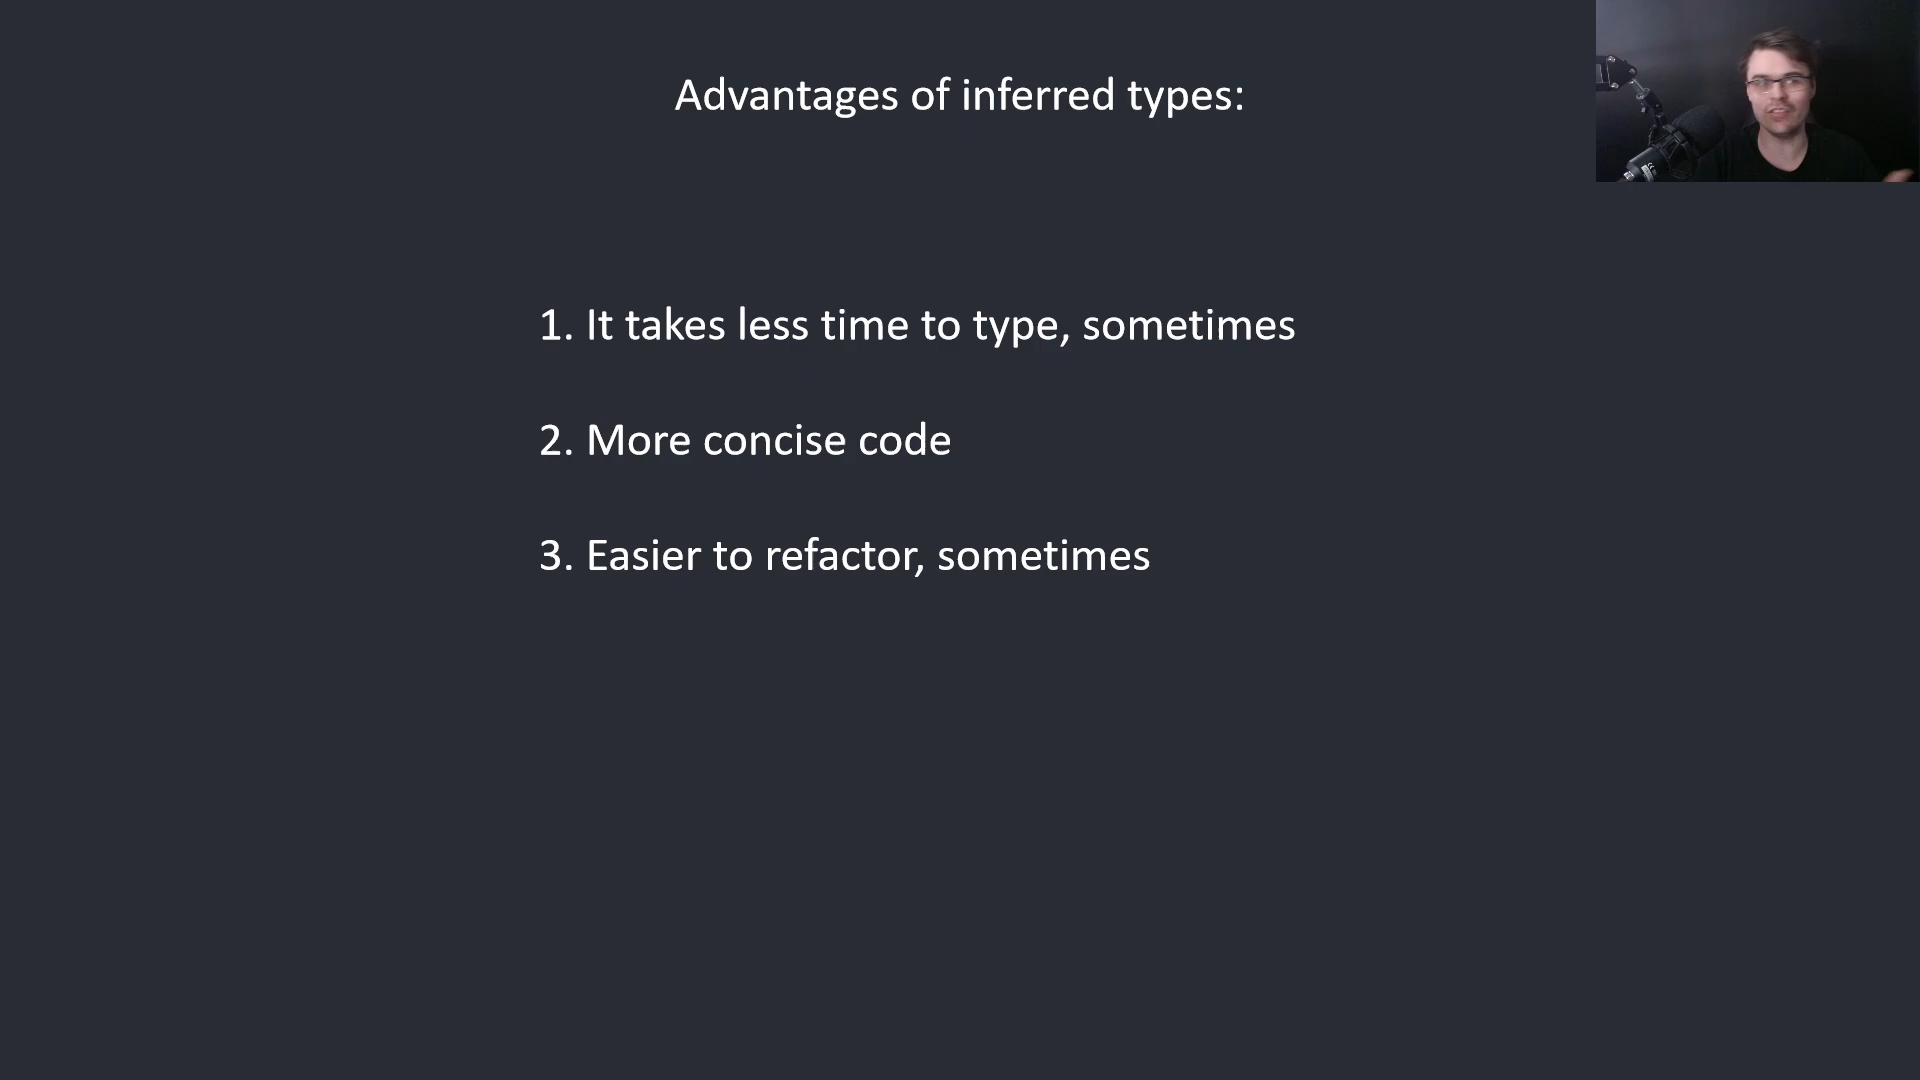 Advantages of inferred types:
1. It takes less time to type, sometimes
2. More concise code
3. Easier to refactor, sometimes